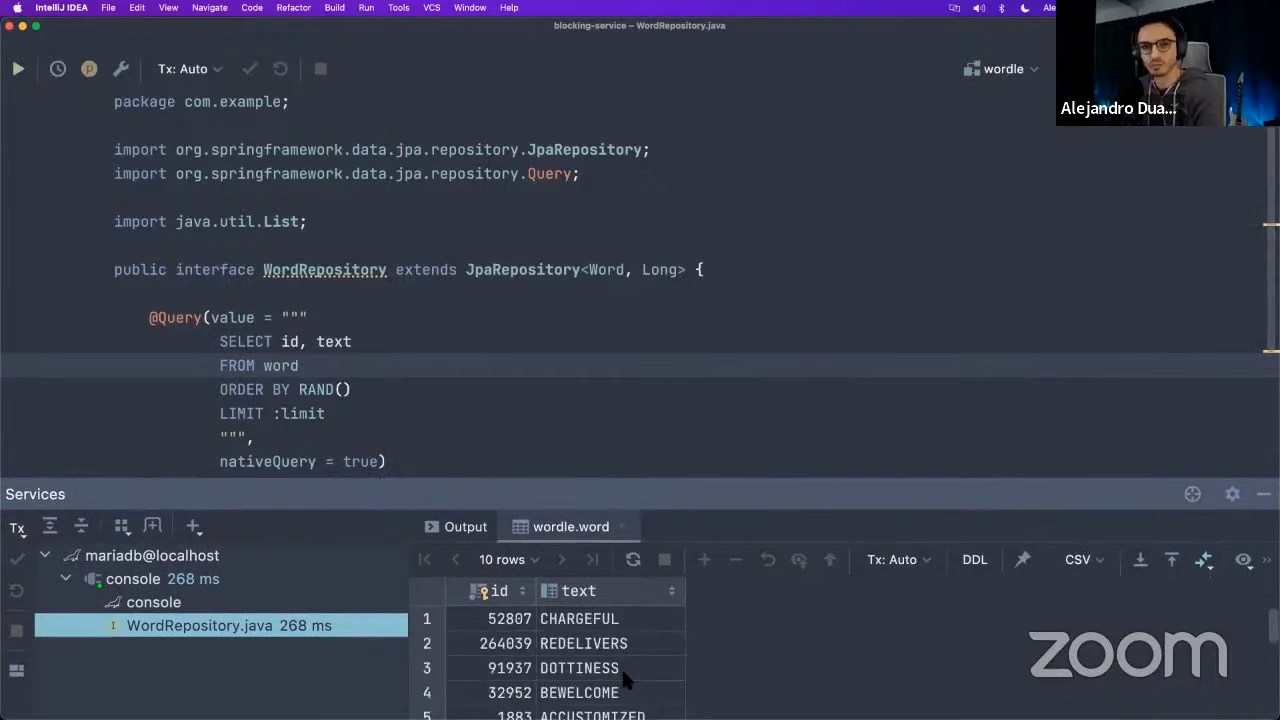 IntelliJ IDEA File Edit View Navigate Code Refactor Build Run Tools VCS Window Help Ale
blocking-service – WordRepository.java
Tx: Auto wordle
Alejandro Dua...
package com.example;
import org.springframework.data.jpa.repository.JpaRepository;
import org.springframework.data.jpa.repository.Query;
import java.util.List;
public interface WordRepository extends JpaRepository<Word, Long> {
@Query(value = """
SELECT id, text
FROM word
ORDER BY RAND()
LIMIT :limit
""",
nativeQuery = true)
Services
Tx Output wordle.word
mariadb@localhost
console 268 ms
console
WordRepository.java 268 ms
10 rows Tx: Auto DDL CSV
id text
1 52807 CHARGEFUL
2 264039 REDELIVERS
3 91937 DOTTINESS
4 32952 BEWELCOME
5 1883 ACCUSTOMIZED
zoom